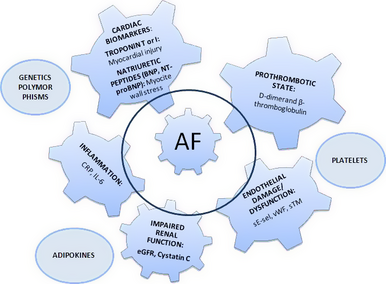 CARDIAC
BIOMARKERS:
TROPONIN T or I:
Myocardial injury
NATRIURETIC
PEPTIDES (BNP, NT-
proBNP): Myocite
wall stress
GENETICS
POLYMOR
PHISMS
PROTHROMBOTIC
STATE:
D-dimerand β-
thromboglobulin
AF
PLATELETS
INFLAMMATION:
CRP, IL-6
ENDOTHELIAL
DAMAGE/
DYSFUNCTION:
sE-sel, vWF, sTM
IMPAIRED
RENAL
FUNCTION:
eGFR, Cystatin C
ADIPOKINES